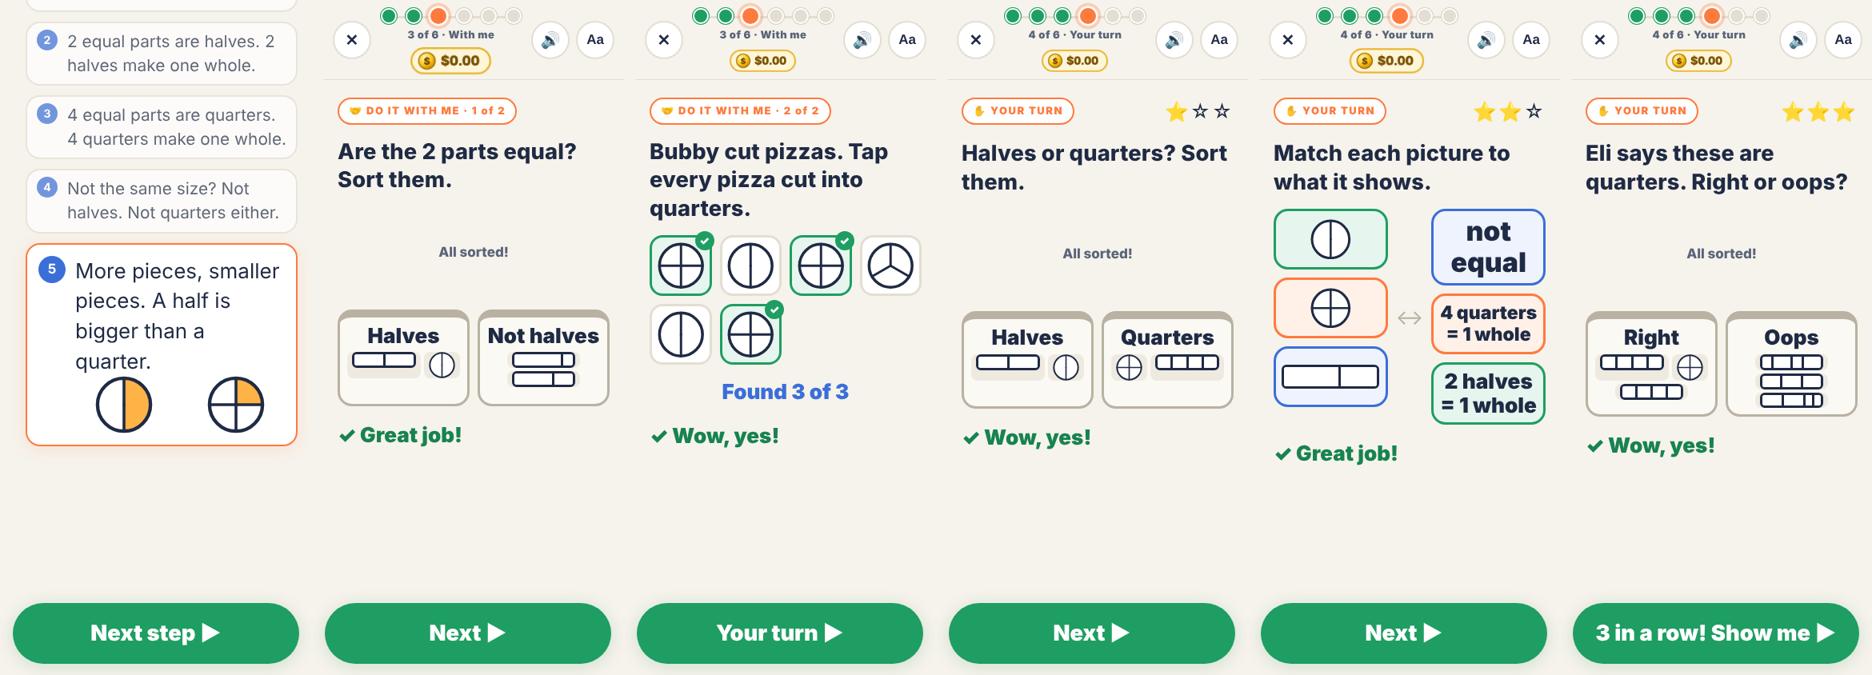 2 2 equal parts are halves. 2
halves make one whole.
3 4 equal parts are quarters.
4 quarters make one whole.
4 Not the same size? Not
halves. Not quarters either.
5 More pieces, smaller
pieces. A half is
bigger than a
quarter.
Next step ▶
✕
3 of 6 · With me
$ $0.00
Aa
DO IT WITH ME · 1 of 2
Are the 2 parts equal?
Sort them.
All sorted!
Halves
Not halves
✓ Great job!
Next ▶
✕
3 of 6 · With me
$ $0.00
Aa
DO IT WITH ME · 2 of 2
Bubby cut pizzas. Tap
every pizza cut into
quarters.
Found 3 of 3
✓ Wow, yes!
Your turn ▶
✕
4 of 6 · Your turn
$ $0.00
Aa
YOUR TURN
Halves or quarters? Sort
them.
All sorted!
Halves
Quarters
✓ Wow, yes!
Next ▶
✕
4 of 6 · Your turn
$ $0.00
Aa
YOUR TURN
Match each picture to
what it shows.
not
equal
4 quarters
= 1 whole
2 halves
= 1 whole
✓ Great job!
Next ▶
✕
4 of 6 · Your turn
$ $0.00
Aa
YOUR TURN
Eli says these are
quarters. Right or oops?
All sorted!
Right
Oops
✓ Wow, yes!
3 in a row! Show me ▶